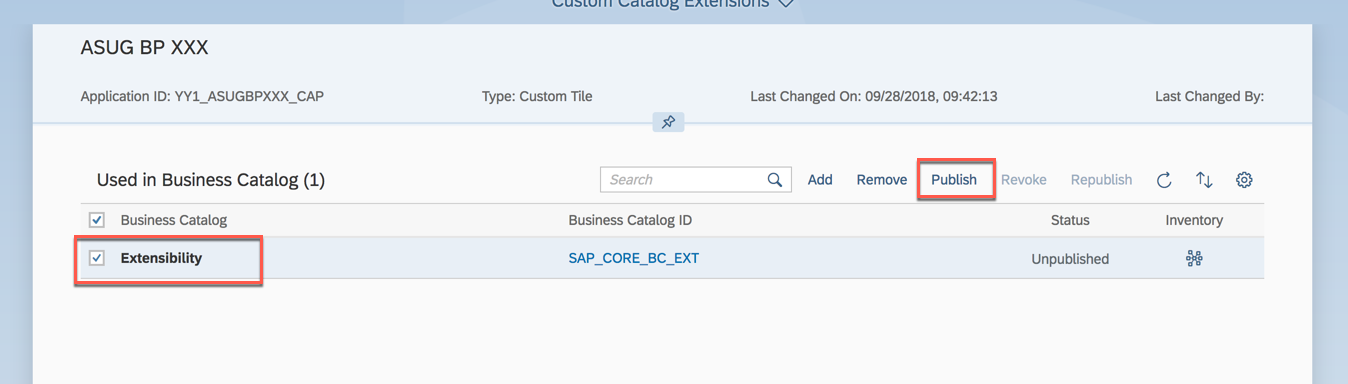 Custom Catalog Extensions
ASUG BP XXX
Application ID: YY1_ASUGBPXXX_CAP Type: Custom Tile Last Changed On: 09/28/2018, 09:42:13 Last Changed By:
Used in Business Catalog (1) Search Add Remove Publish Revoke Republish
Business Catalog Business Catalog ID Status Inventory
Extensibility SAP_CORE_BC_EXT Unpublished